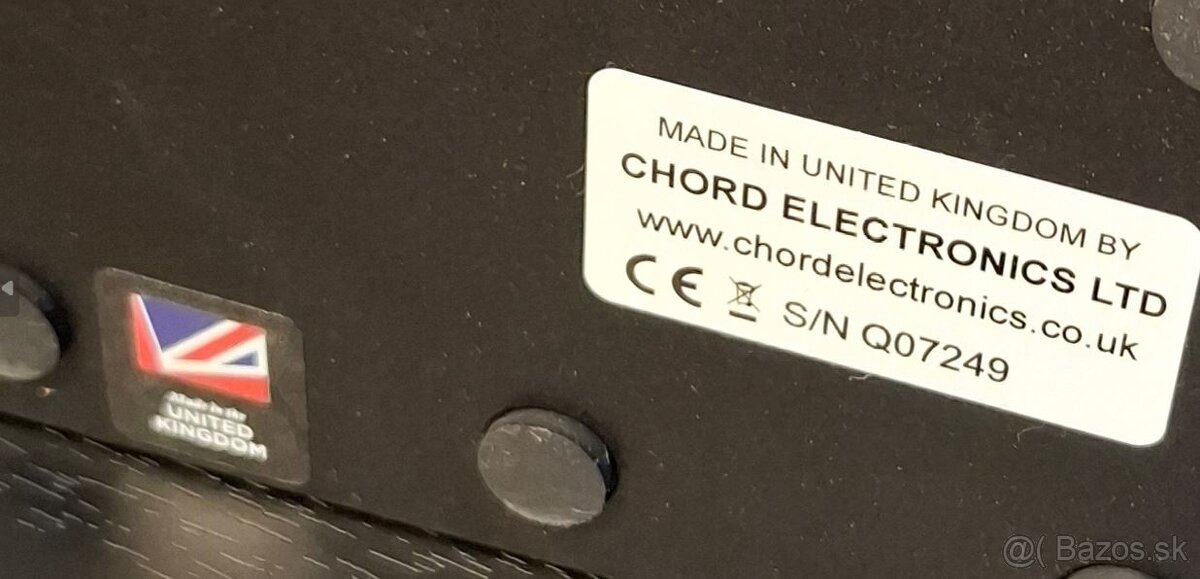 MADE IN UNITED KINGDOM BY
CHORD ELECTRONICS LTD
www.chordelectronics.co.uk
CE S/N Q07249
Made in the
UNITED
KINGDOM
@( Bazos.sk